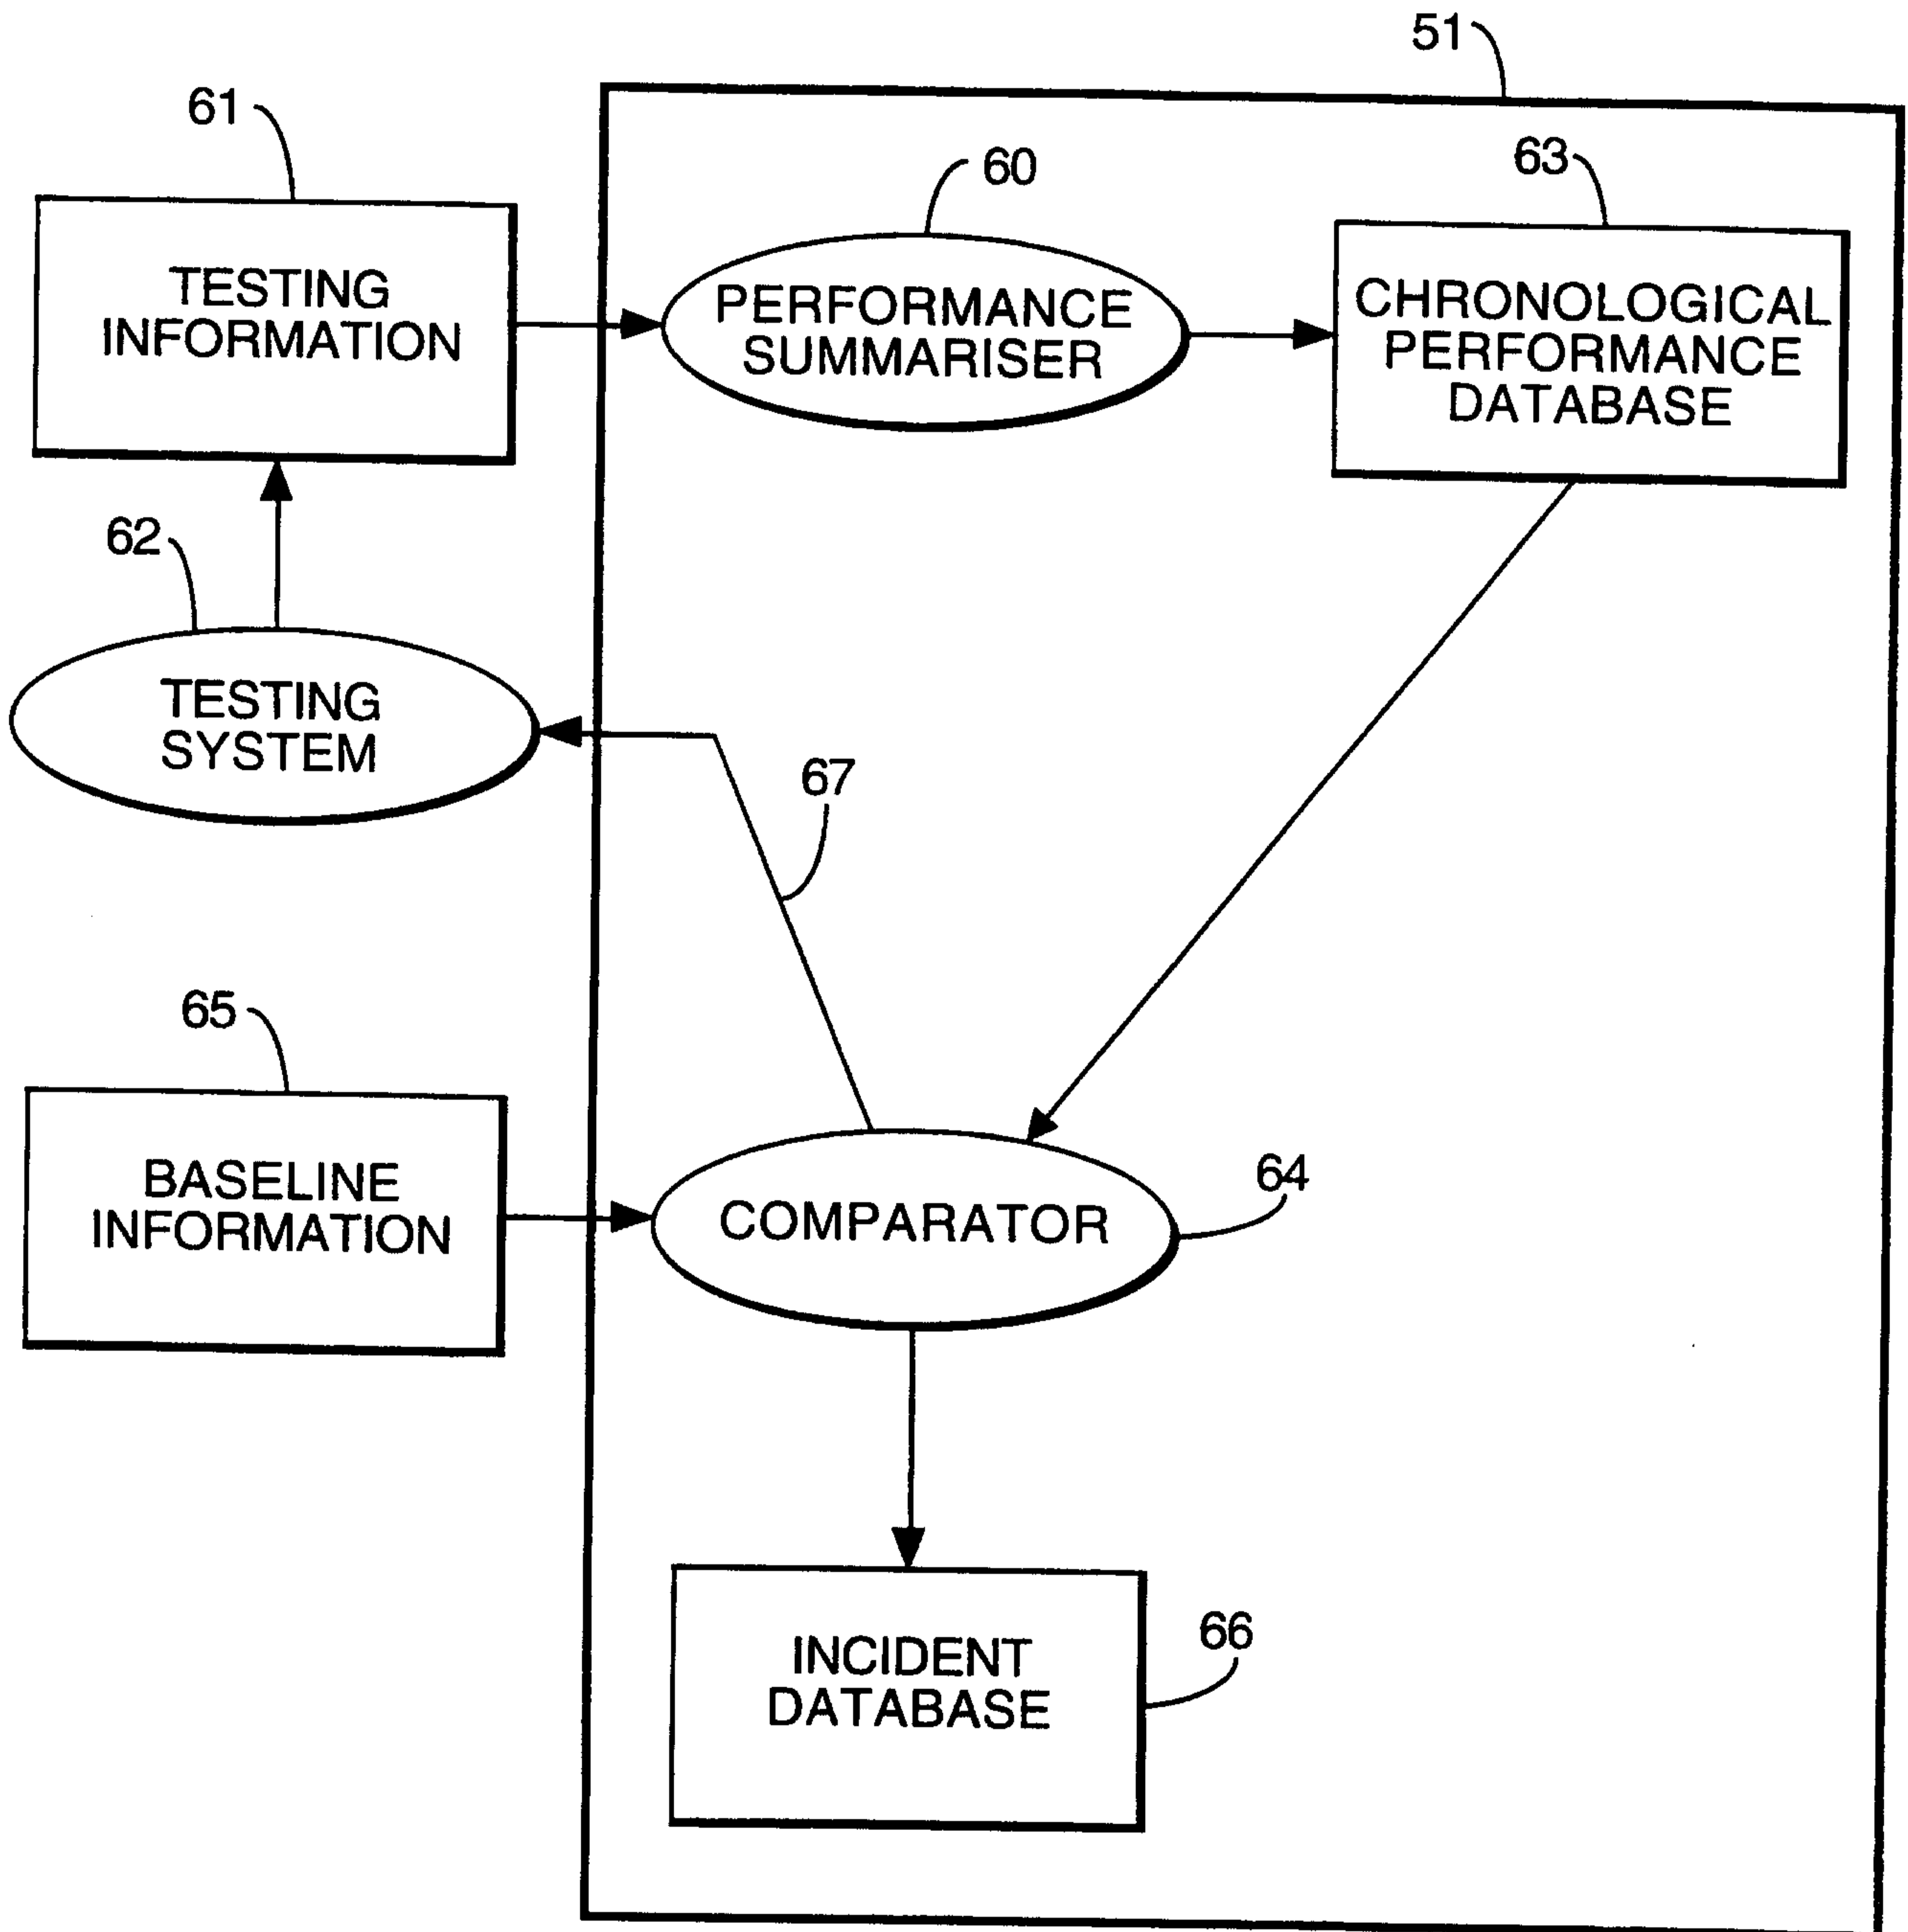 51
61
60
63
TESTING
INFORMATION
PERFORMANCE
SUMMARISER
CHRONOLOGICAL
PERFORMANCE
DATABASE
62
TESTING
SYSTEM
67
65
BASELINE
INFORMATION
COMPARATOR
64
INCIDENT
DATABASE
66